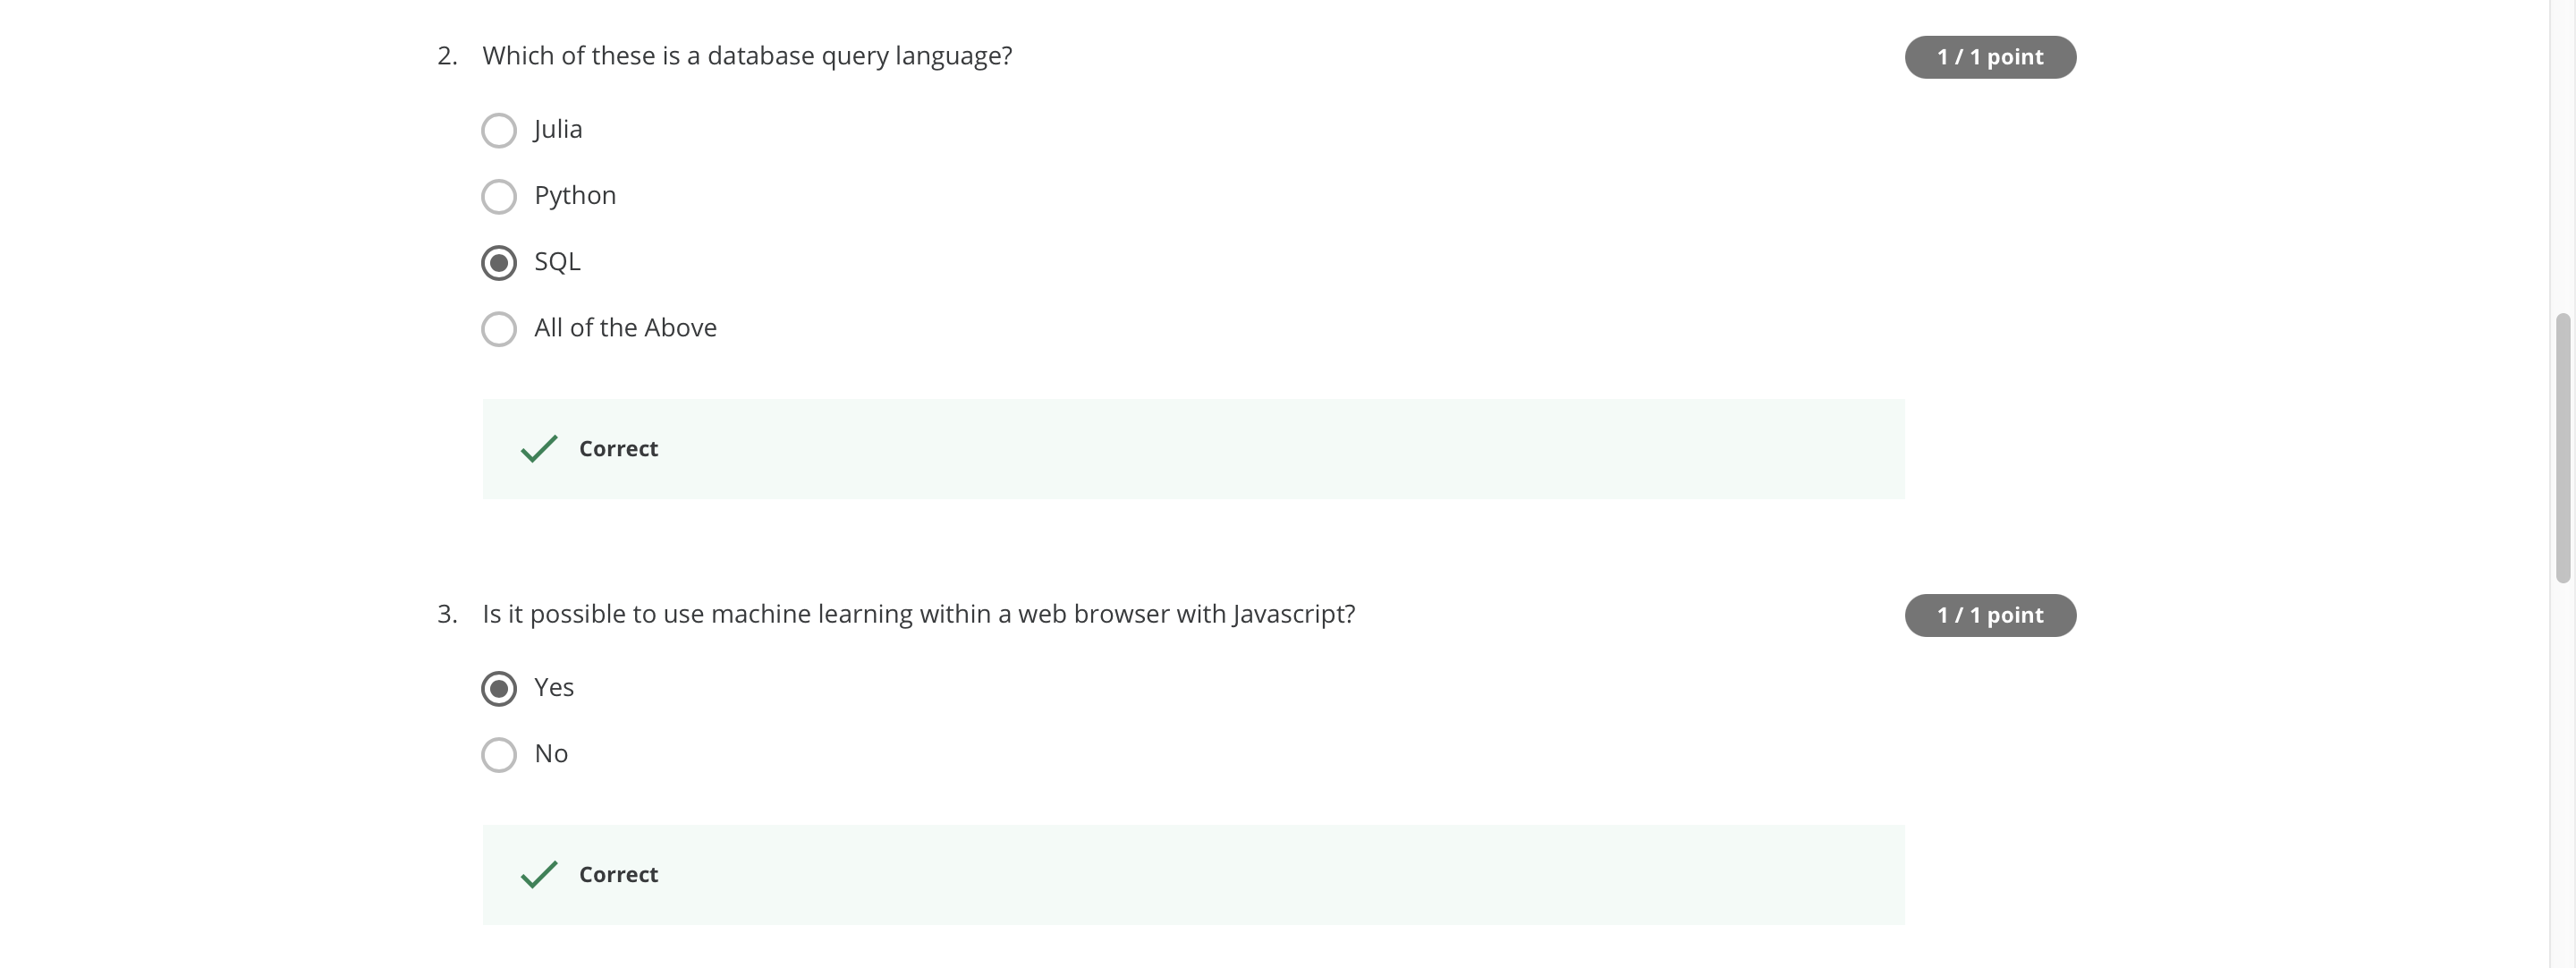 2. Which of these is a database query language?
1 / 1 point
Julia
Python
SQL
All of the Above
Correct
3. Is it possible to use machine learning within a web browser with Javascript?
1 / 1 point
Yes
No
Correct